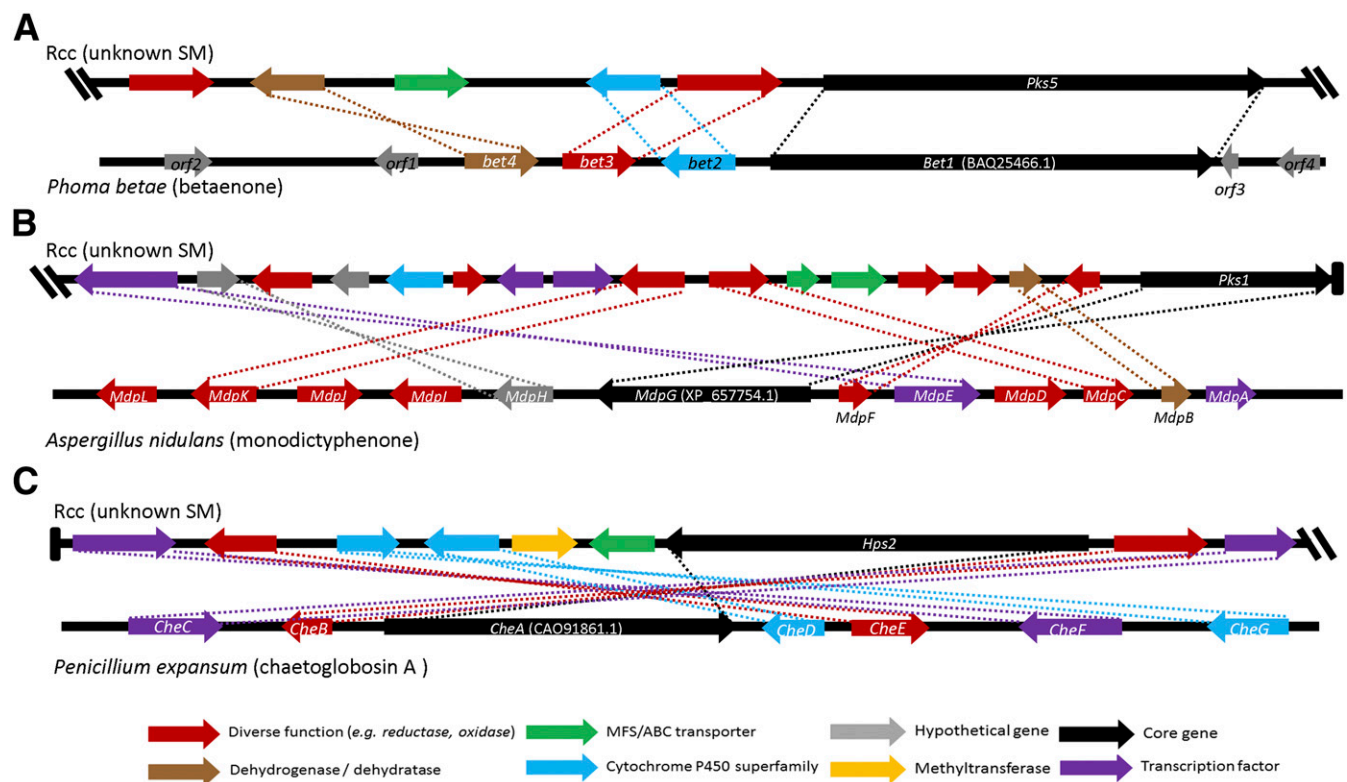 A
Rcc (unknown SM)
Pks5
orf2 orf1 bet4 bet3 bet2 Bet1 (BAQ25466.1) orf3 orf4
Phoma betae (betaenone)
B
Rcc (unknown SM)
Pks1
MdpL MdpK MdpJ MdpI MdpH MdpG (XP_657754.1) MdpF MdpE MdpD MdpC MdpB MdpA
Aspergillus nidulans (monodictyphenone)
C
Rcc (unknown SM)
Hps2
CheC CheB CheA (CAO91861.1) CheD CheE CheF CheG
Penicillium expansum (chaetoglobosin A )
Diverse function (e.g. reductase, oxidase) MFS/ABC transporter Hypothetical gene Core gene
Dehydrogenase / dehydratase Cytochrome P450 superfamily Methyltransferase Transcription factor